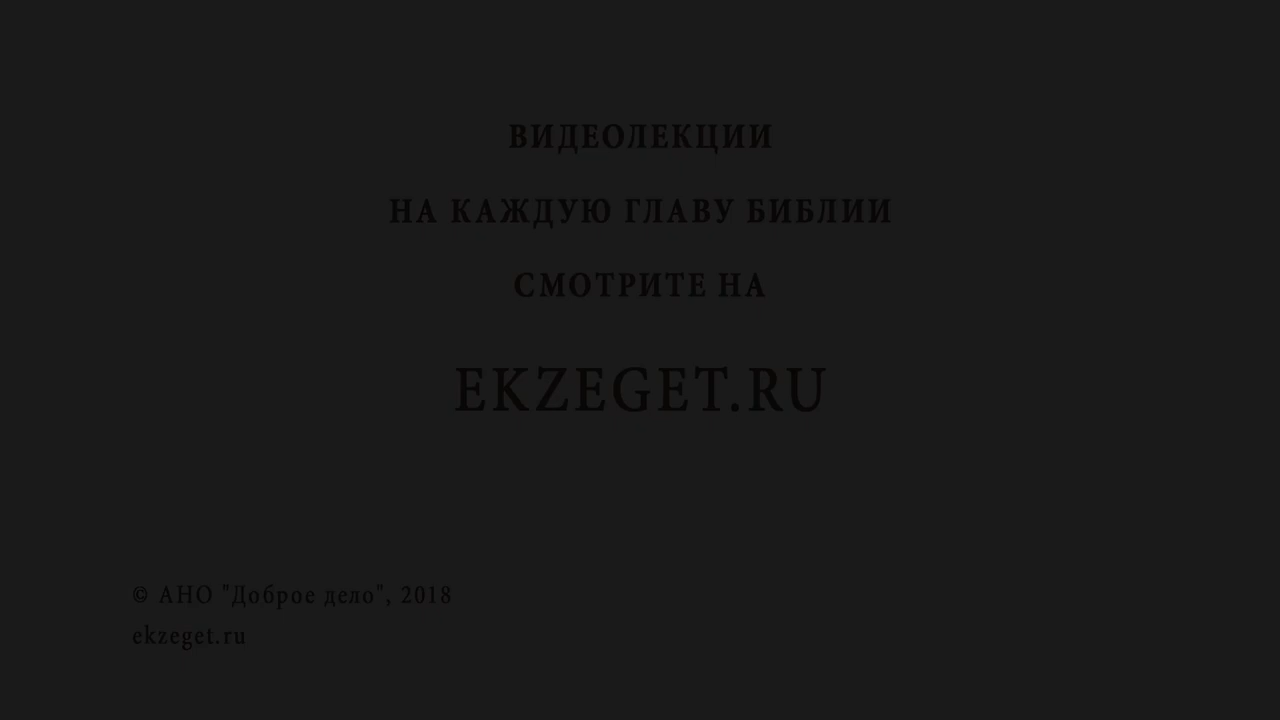 ВИДЕОЛЕКЦИИ
НА КАЖДУЮ ГЛАВУ БИБЛИИ
СМОТРИТЕ НА
EKZEGET.RU
© АНО "Доброе дело", 2018
ekzeget.ru